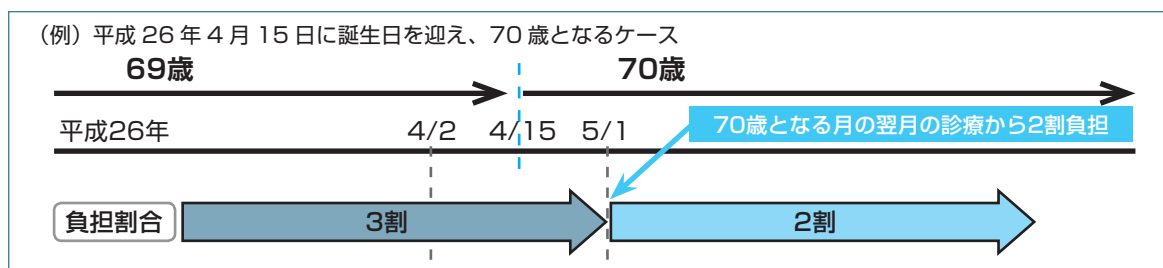 (例)平成 26 年 4 月 15 日に誕生日を迎え、70 歳となるケース
69歳 70歳
平成26年 4/2 4/15 5/1 70歳となる月の翌月の診療から2割負担
負担割合 3割 2割